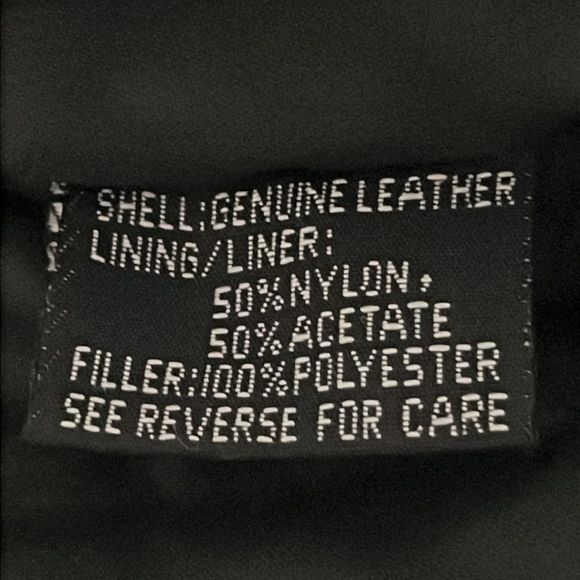 SHELL:GENUINE LEATHER
LINING/LINER:
50%NYLON,
50%ACETATE
FILLER:100%POLYESTER
SEE REVERSE FOR CARE